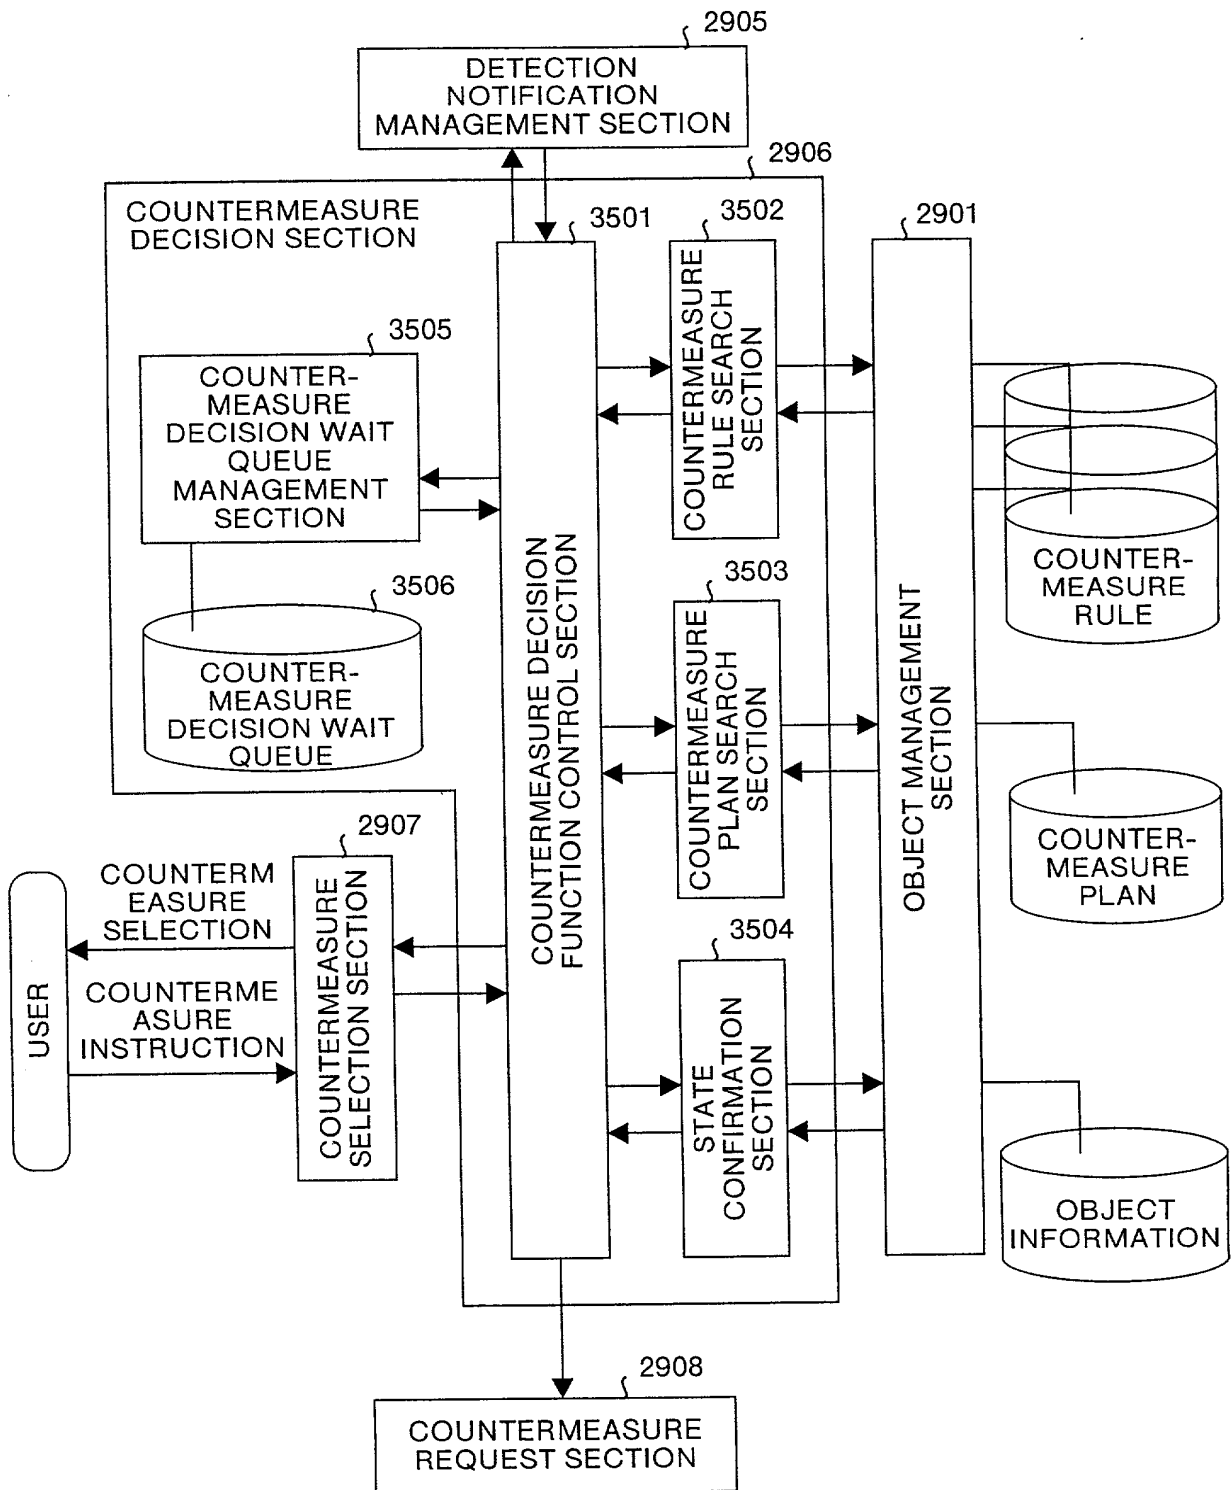 2905
DETECTION
NOTIFICATION
MANAGEMENT SECTION
2906
COUNTERMEASURE
DECISION SECTION
3501
3502
2901
COUNTERMEASURE
RULE SEARCH
SECTION
3505
COUNTER-
MEASURE
DECISION WAIT
QUEUE
MANAGEMENT
SECTION
COUNTERMEASURE DECISION
FUNCTION CONTROL SECTION
OBJECT MANAGEMENT
SECTION
COUNTER-
MEASURE
RULE
3506
COUNTER-
MEASURE
DECISION WAIT
QUEUE
3503
COUNTERMEASURE
PLAN SEARCH
SECTION
COUNTER-
MEASURE
PLAN
2907
COUNTERMEASURE
SELECTION SECTION
COUNTERM
EASURE
SELECTION
COUNTERME
ASURE
INSTRUCTION
USER
3504
STATE
CONFIRMATION
SECTION
OBJECT
INFORMATION
2908
COUNTERMEASURE
REQUEST SECTION